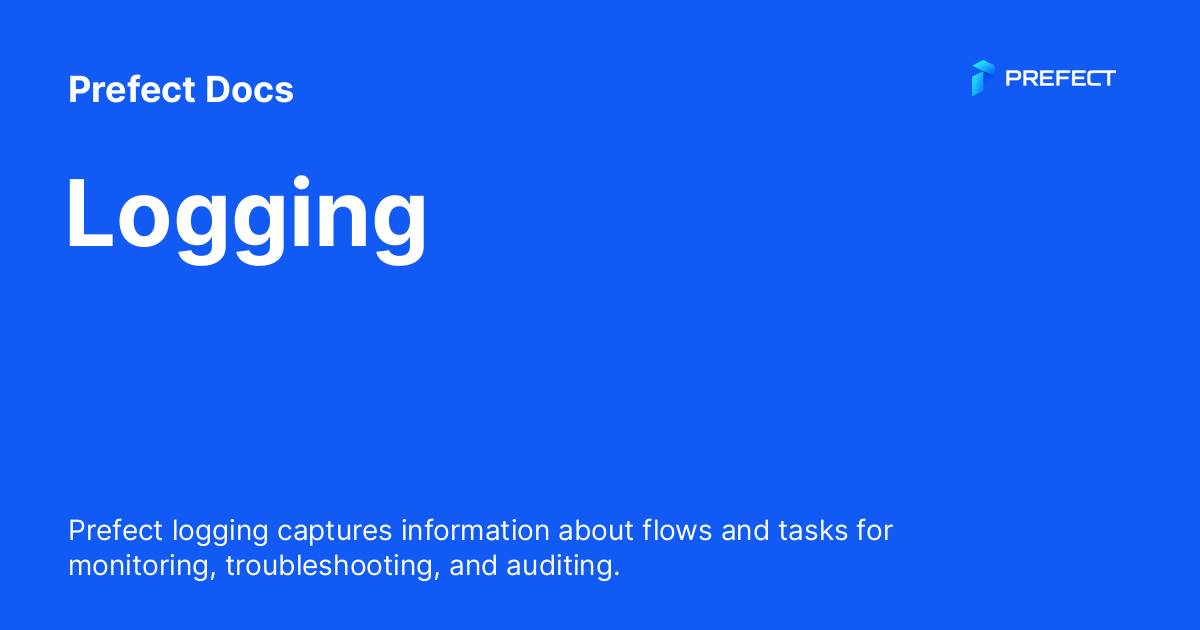 Prefect Docs
PREFECT
Logging
Prefect logging captures information about flows and tasks for
monitoring, troubleshooting, and auditing.